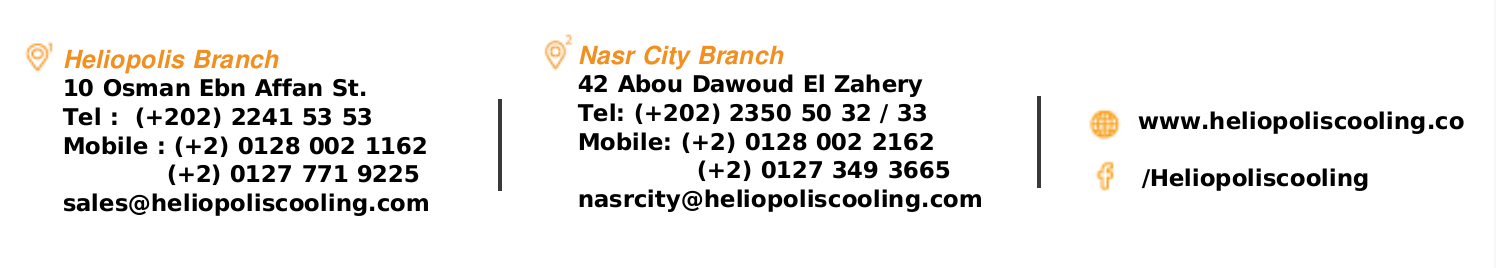 1
Heliopolis Branch
10 Osman Ebn Affan St.
Tel :  (+202) 2241 53 53
Mobile : (+2) 0128 002 1162
(+2) 0127 771 9225
sales@heliopoliscooling.com
2
Nasr City Branch
42 Abou Dawoud El Zahery
Tel: (+202) 2350 50 32 / 33
Mobile: (+2) 0128 002 2162
(+2) 0127 349 3665
nasrcity@heliopoliscooling.com
www.heliopoliscooling.co
/Heliopoliscooling